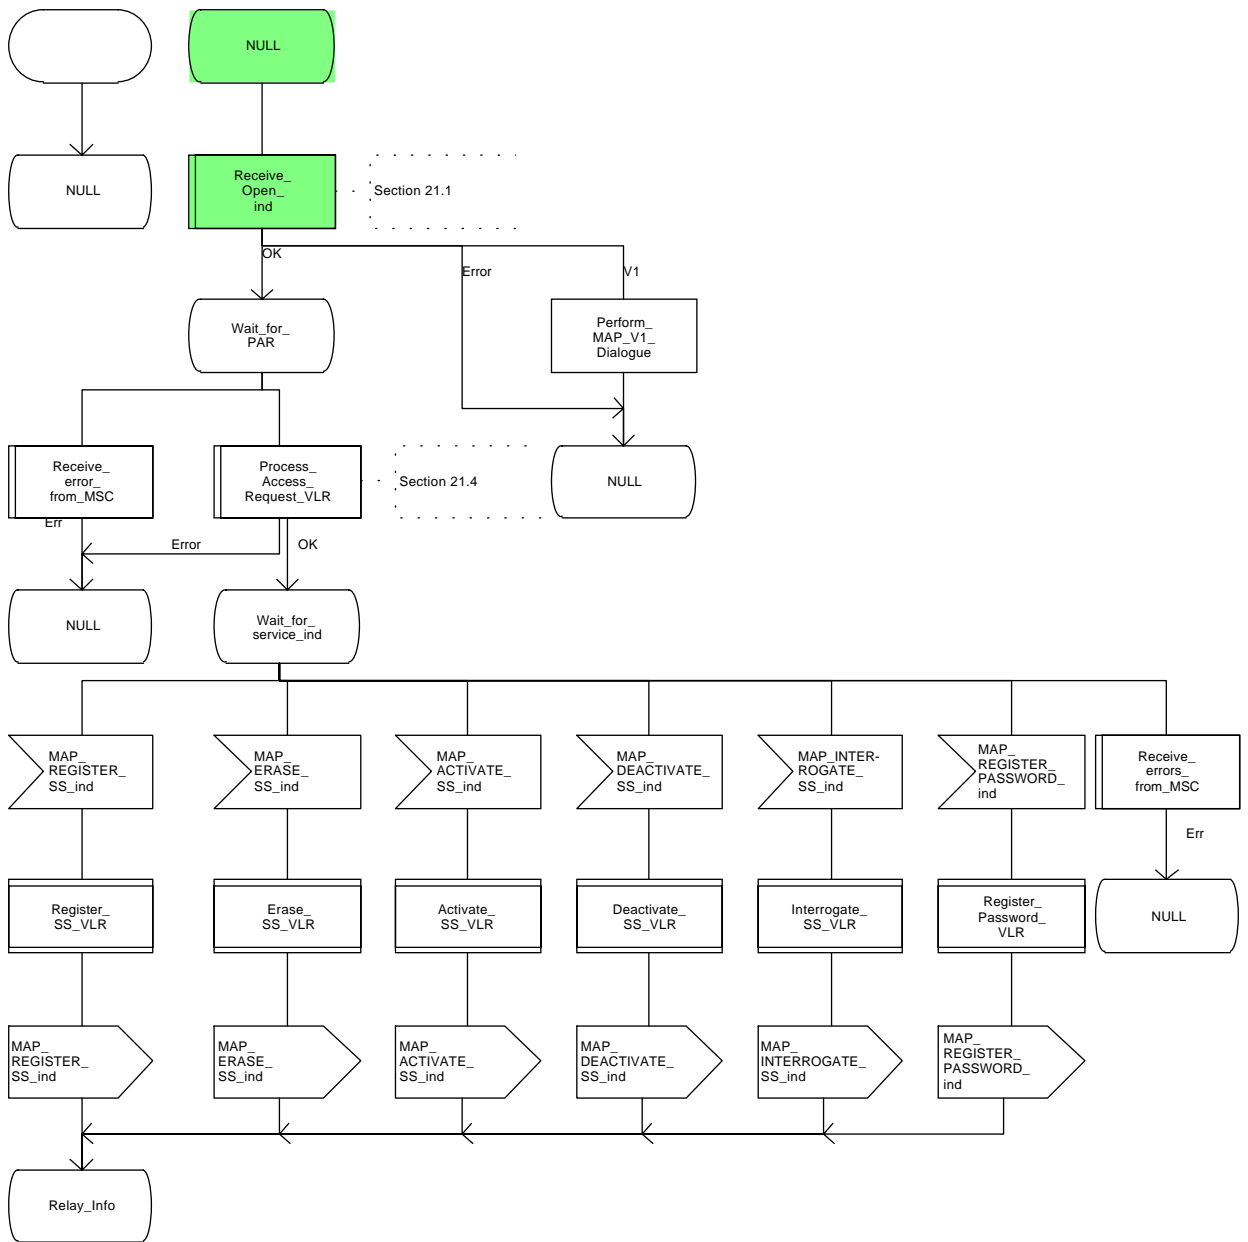 NULL
NULL
Receive_
Open_
ind
Section 21.1
OK
Error
V1
Wait_for_
PAR
Perform_
MAP_V1_
Dialogue
Receive_
error_
from_MSC
Process_
Access_
Request_VLR
Section 21.4
NULL
Err
Error
OK
NULL
Wait_for_
service_ind
MAP_
REGISTER_
SS_ind
MAP_
ERASE_
SS_ind
MAP_
ACTIVATE_
SS_ind
MAP_
DEACTIVATE_
SS_ind
MAP_INTER-
ROGATE_
SS_ind
MAP_
REGISTER_
PASSWORD_
ind
Receive_
errors_
from_MSC
Err
Register_
SS_VLR
Erase_
SS_VLR
Activate_
SS_VLR
Deactivate_
SS_VLR
Interrogate_
SS_VLR
Register_
Password_
VLR
NULL
MAP_
REGISTER_
SS_ind
MAP_
ERASE_
SS_ind
MAP_
ACTIVATE_
SS_ind
MAP_
DEACTIVATE_
SS_ind
MAP_
INTERROGATE_
SS_ind
MAP_
REGISTER_
PASSWORD_
ind
Relay_Info